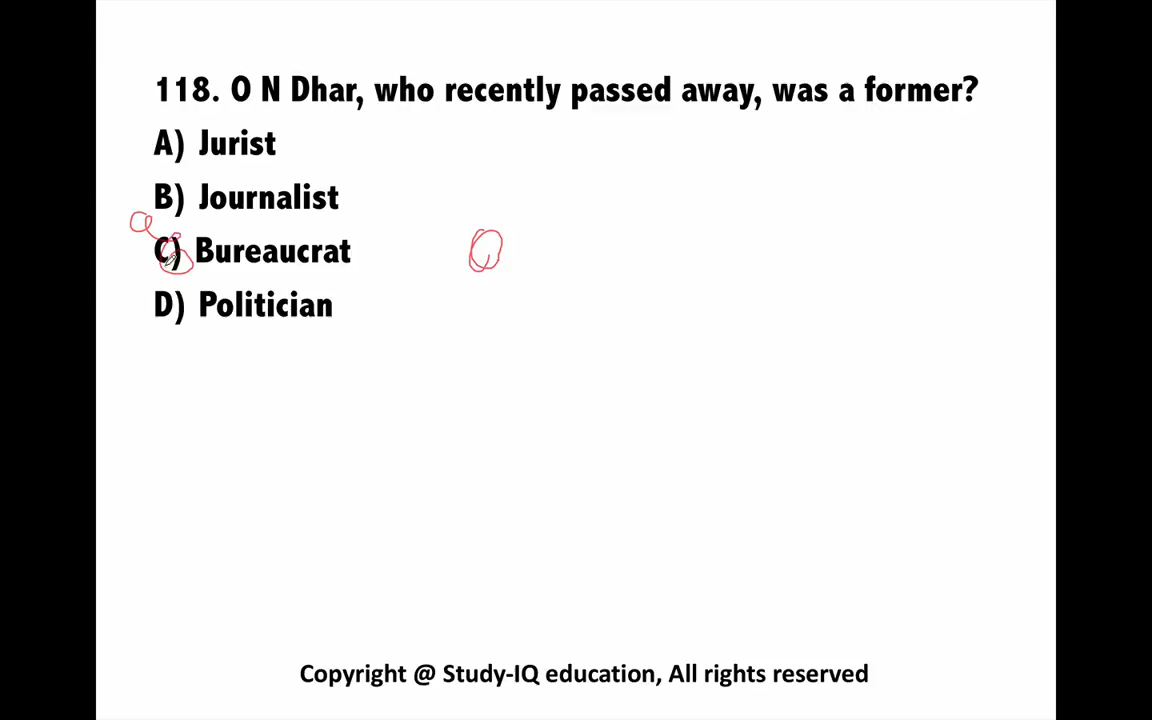 118. O N Dhar, who recently passed away, was a former?
A) Jurist
B) Journalist
C) Bureaucrat
D) Politician
Copyright @ Study-IQ education, All rights reserved